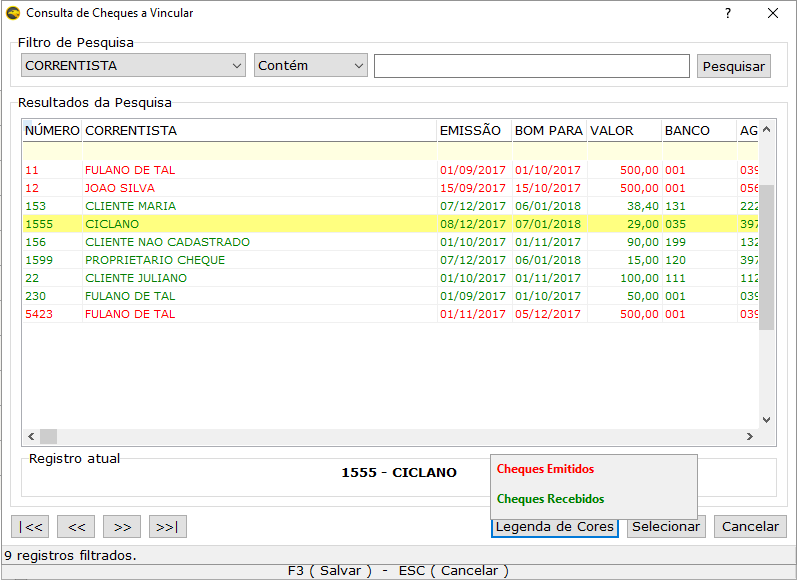 Consulta de Cheques a Vincular ?
Filtro de Pesquisa
CORRENTISTA Contém Pesquisar
Resultados da Pesquisa
NÚMERO CORRENTISTA EMISSÃO BOM PARA VALOR BANCO AG
11 FULANO DE TAL 01/09/2017 01/10/2017 500,00 001 039
12 JOAO SILVA 15/09/2017 15/10/2017 500,00 001 056
153 CLIENTE MARIA 07/12/2017 06/01/2018 38,40 131 222
1555 CICLANO 08/12/2017 07/01/2018 29,00 035 397
156 CLIENTE NAO CADASTRADO 01/10/2017 01/11/2017 90,00 199 132
1599 PROPRIETARIO CHEQUE 07/12/2017 06/01/2018 15,00 120 397
22 CLIENTE JULIANO 01/10/2017 01/11/2017 100,00 111 112
230 FULANO DE TAL 01/09/2017 01/10/2017 50,00 001 039
5423 FULANO DE TAL 01/11/2017 05/12/2017 500,00 001 039
Registro atual
1555 - CICLANO
Cheques Emitidos
Cheques Recebidos
|<< << >> >>| Legenda de Cores Selecionar Cancelar
9 registros filtrados.
F3 ( Salvar ) - ESC ( Cancelar )